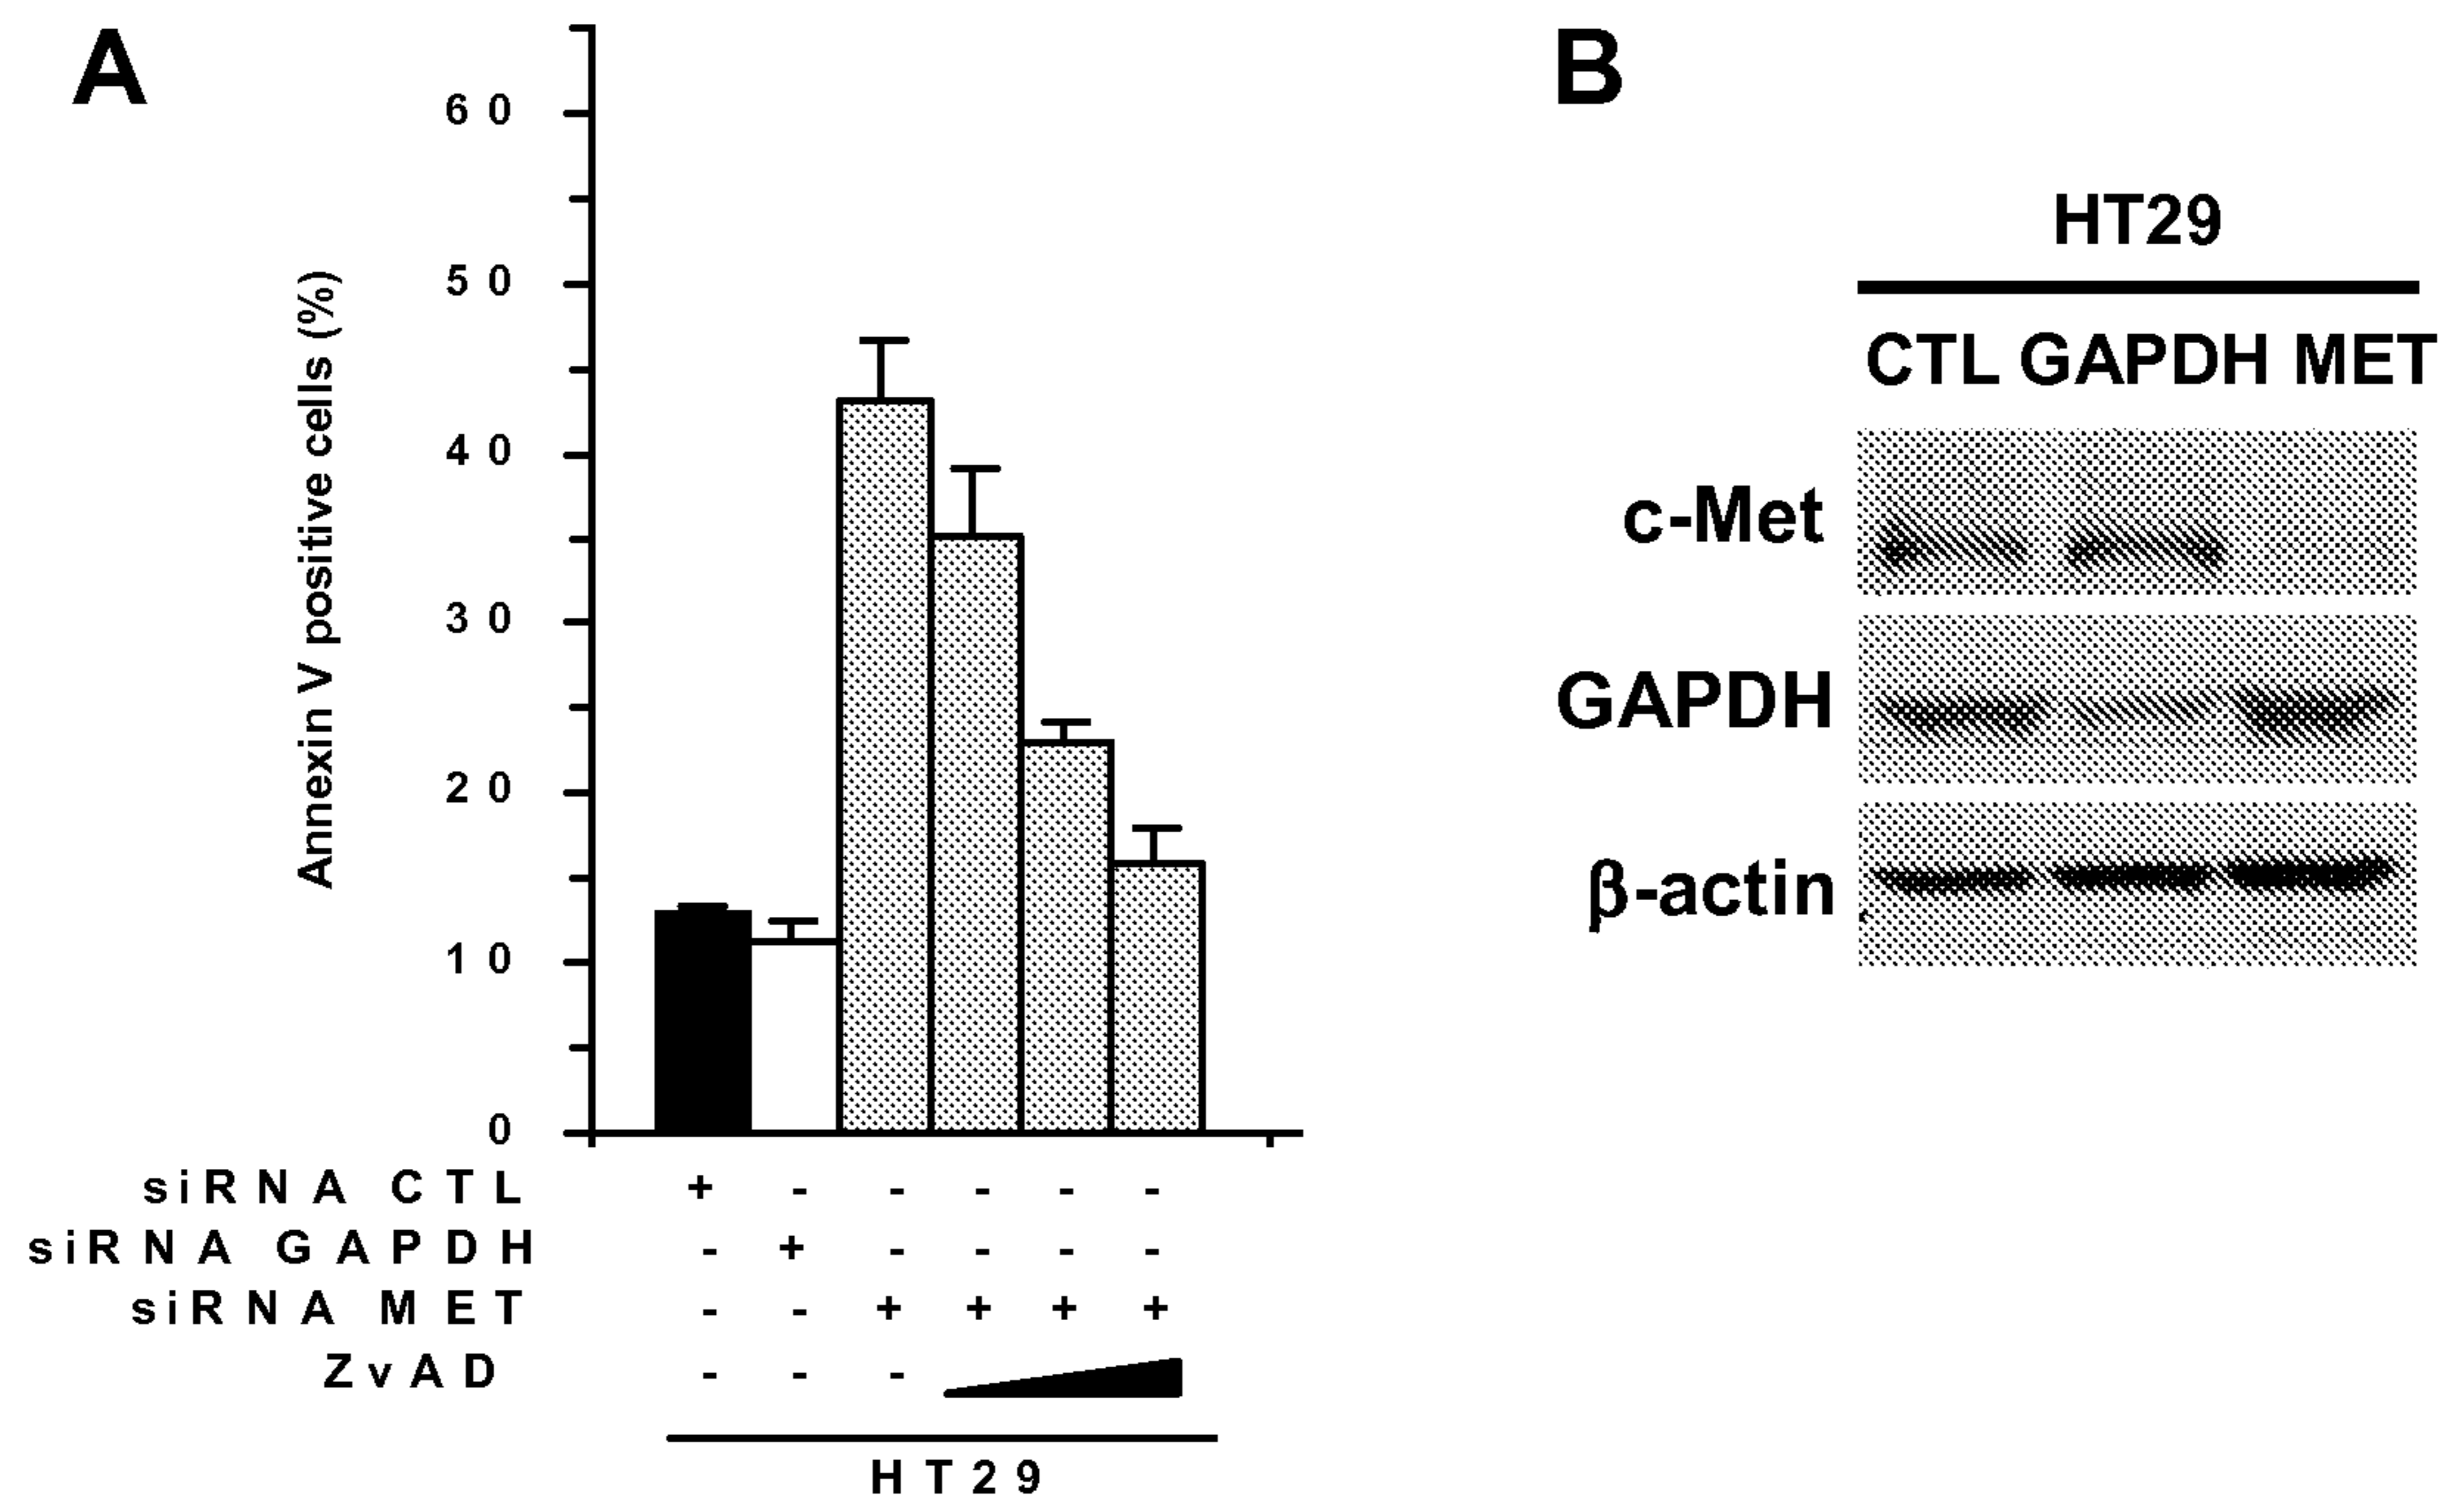 A
60
50
40
30
20
10
0
Annexin V positive cells (%)
siRNA CTL + - - - - -
siRNA GAPDH - + - - - -
siRNA MET - - + + + +
ZvAD - - -
HT29
B
HT29
CTL GAPDH MET
c-Met
GAPDH
β-actin